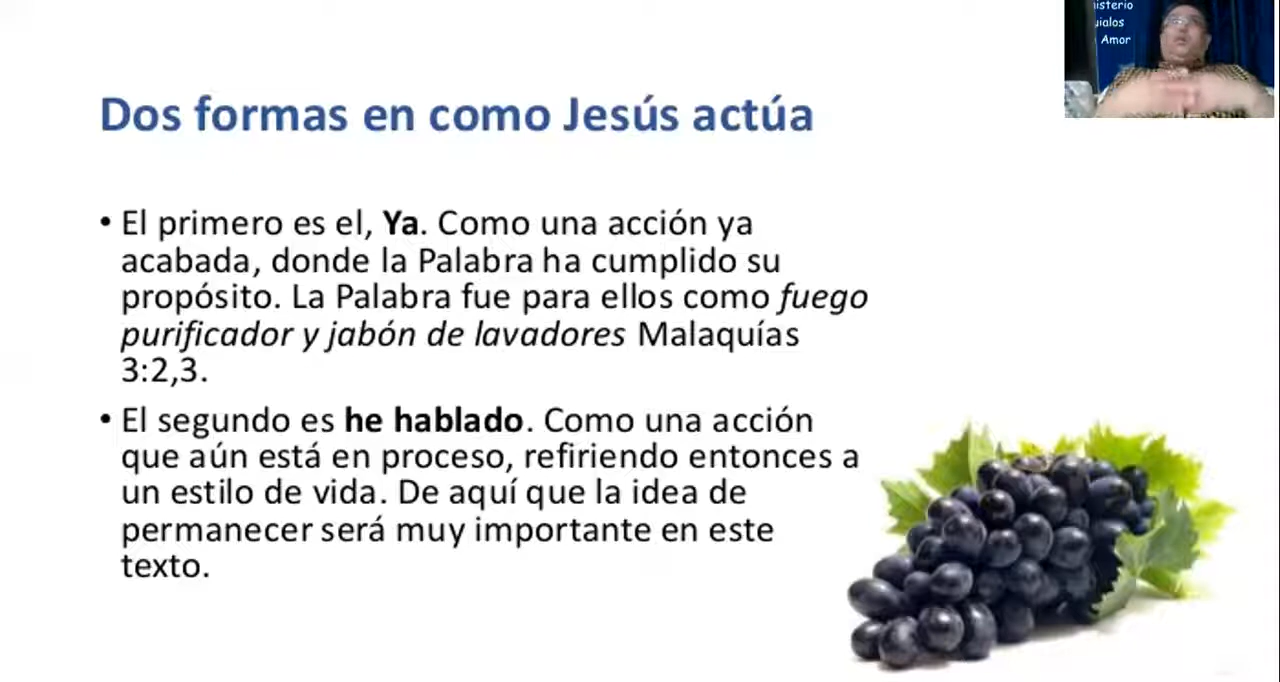 Dos formas en como Jesús actúa
• El primero es el, Ya. Como una acción ya
acabada, donde la Palabra ha cumplido su
propósito. La Palabra fue para ellos como fuego
purificador y jabón de lavadores Malaquías
3:2,3.
• El segundo es he hablado. Como una acción
que aún está en proceso, refiriendo entonces a
un estilo de vida. De aquí que la idea de
permanecer será muy importante en este
texto.
Amor